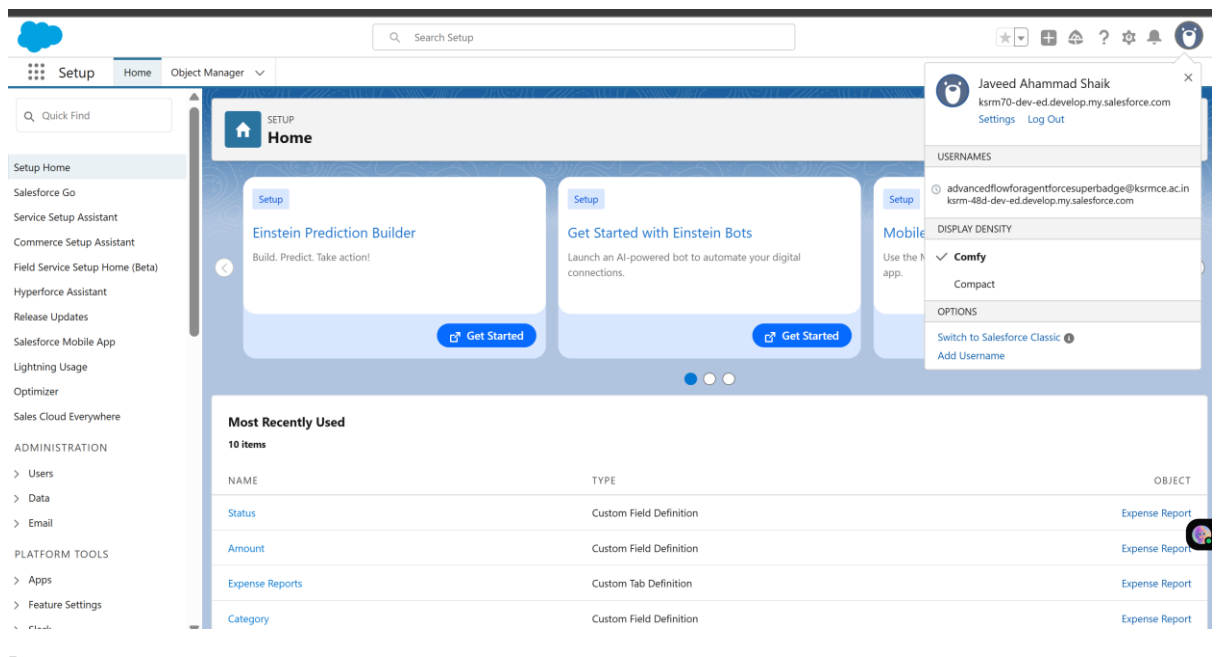 Search Setup
Setup
Home
Object Manager
Quick Find
Setup Home
Salesforce Go
Service Setup Assistant
Commerce Setup Assistant
Field Service Setup Home (Beta)
Hyperforce Assistant
Release Updates
Salesforce Mobile App
Lightning Usage
Optimizer
Sales Cloud Everywhere
ADMINISTRATION
Users
Data
Email
PLATFORM TOOLS
Apps
Feature Settings
SETUP
Home
Setup
Einstein Prediction Builder
Build. Predict. Take action!
Get Started
Setup
Get Started with Einstein Bots
Launch an AI-powered bot to automate your digital
connections.
Get Started
Setup
Mobile
Use the
app.
Javeed Ahammad Shaik
ksrm70-dev-ed.develop.my.salesforce.com
Settings Log Out
USERNAMES
advancedflowforagentforcesuperbadge@ksrmce.ac.in
ksrm-48d-dev-ed.develop.my.salesforce.com
DISPLAY DENSITY
Comfy
Compact
OPTIONS
Switch to Salesforce Classic
Add Username
Most Recently Used
10 items
NAME TYPE OBJECT
Status Custom Field Definition Expense Report
Amount Custom Field Definition Expense Report
Expense Reports Custom Tab Definition Expense Report
Category Custom Field Definition Expense Report